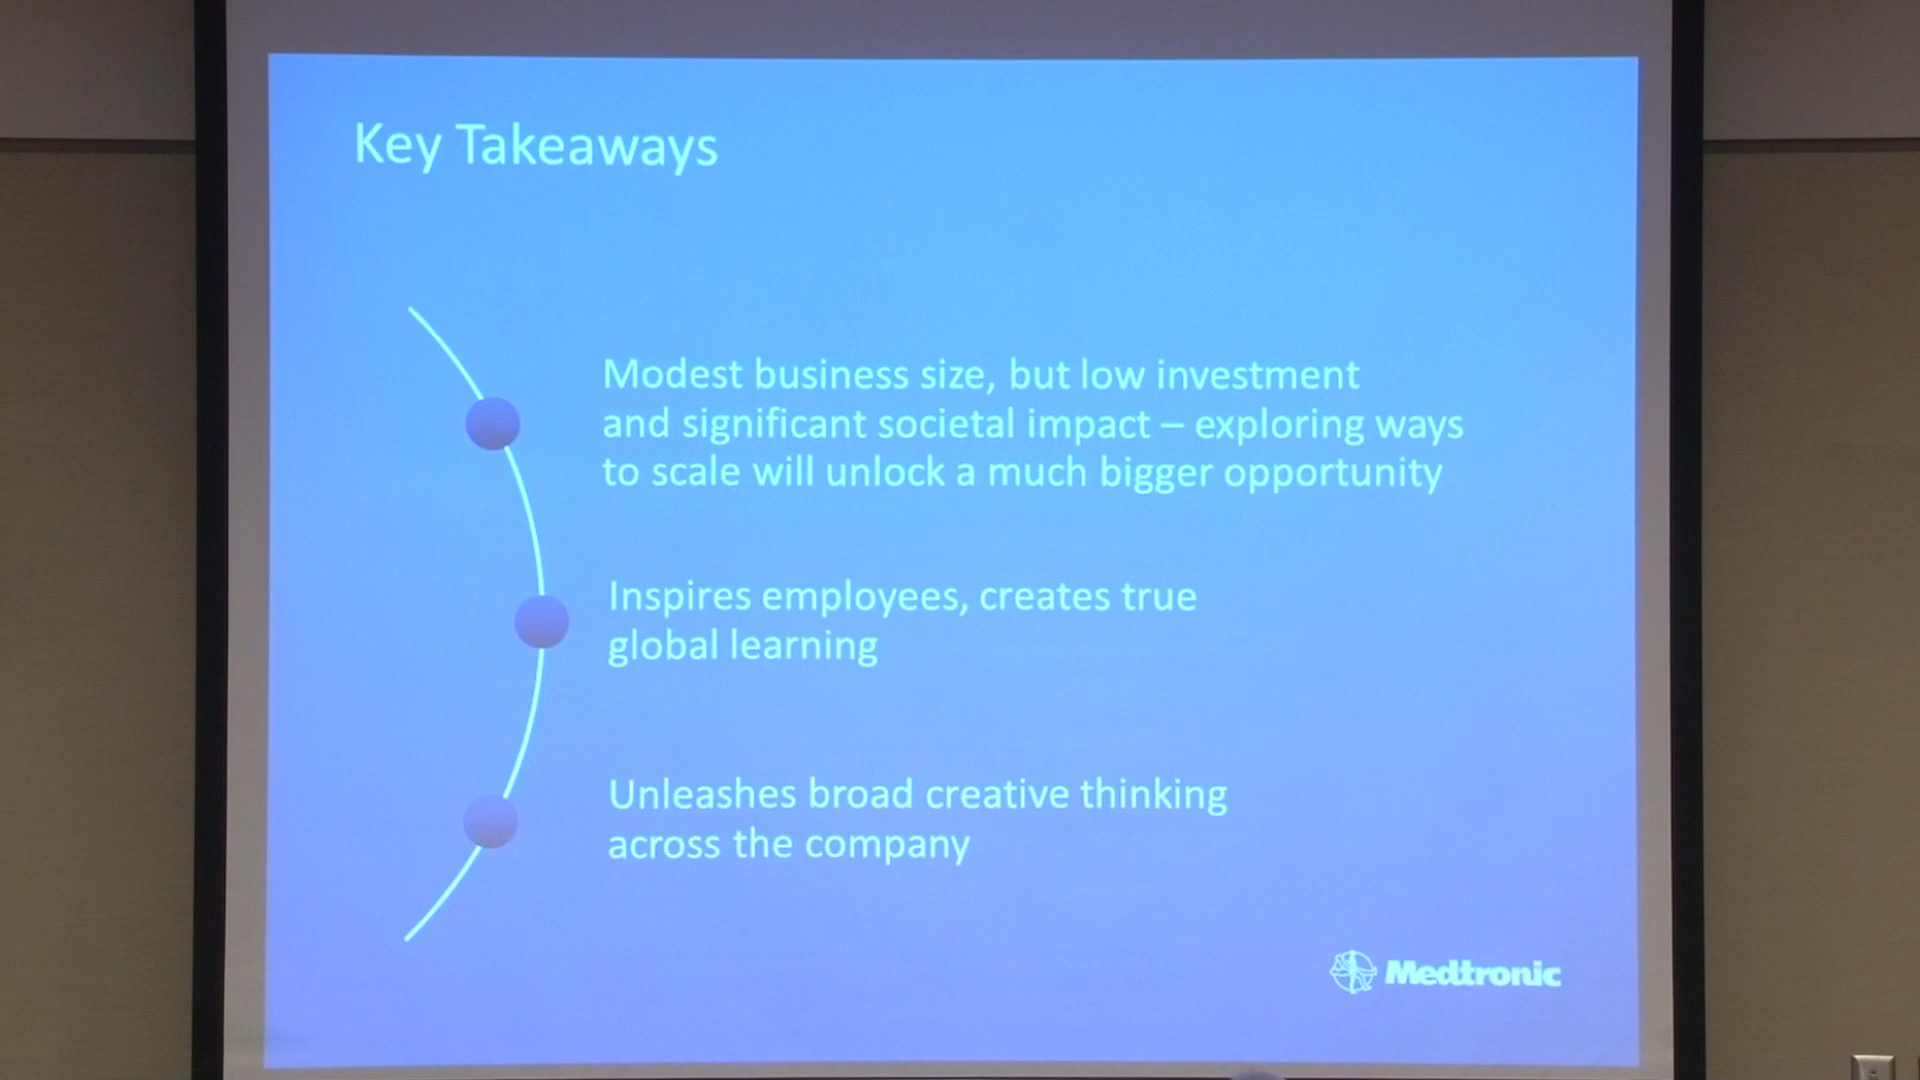 Key Takeaways
Modest business size, but low investment
and significant societal impact – exploring ways
to scale will unlock a much bigger opportunity
Inspires employees, creates true
global learning
Unleashes broad creative thinking
across the company
Medtronic